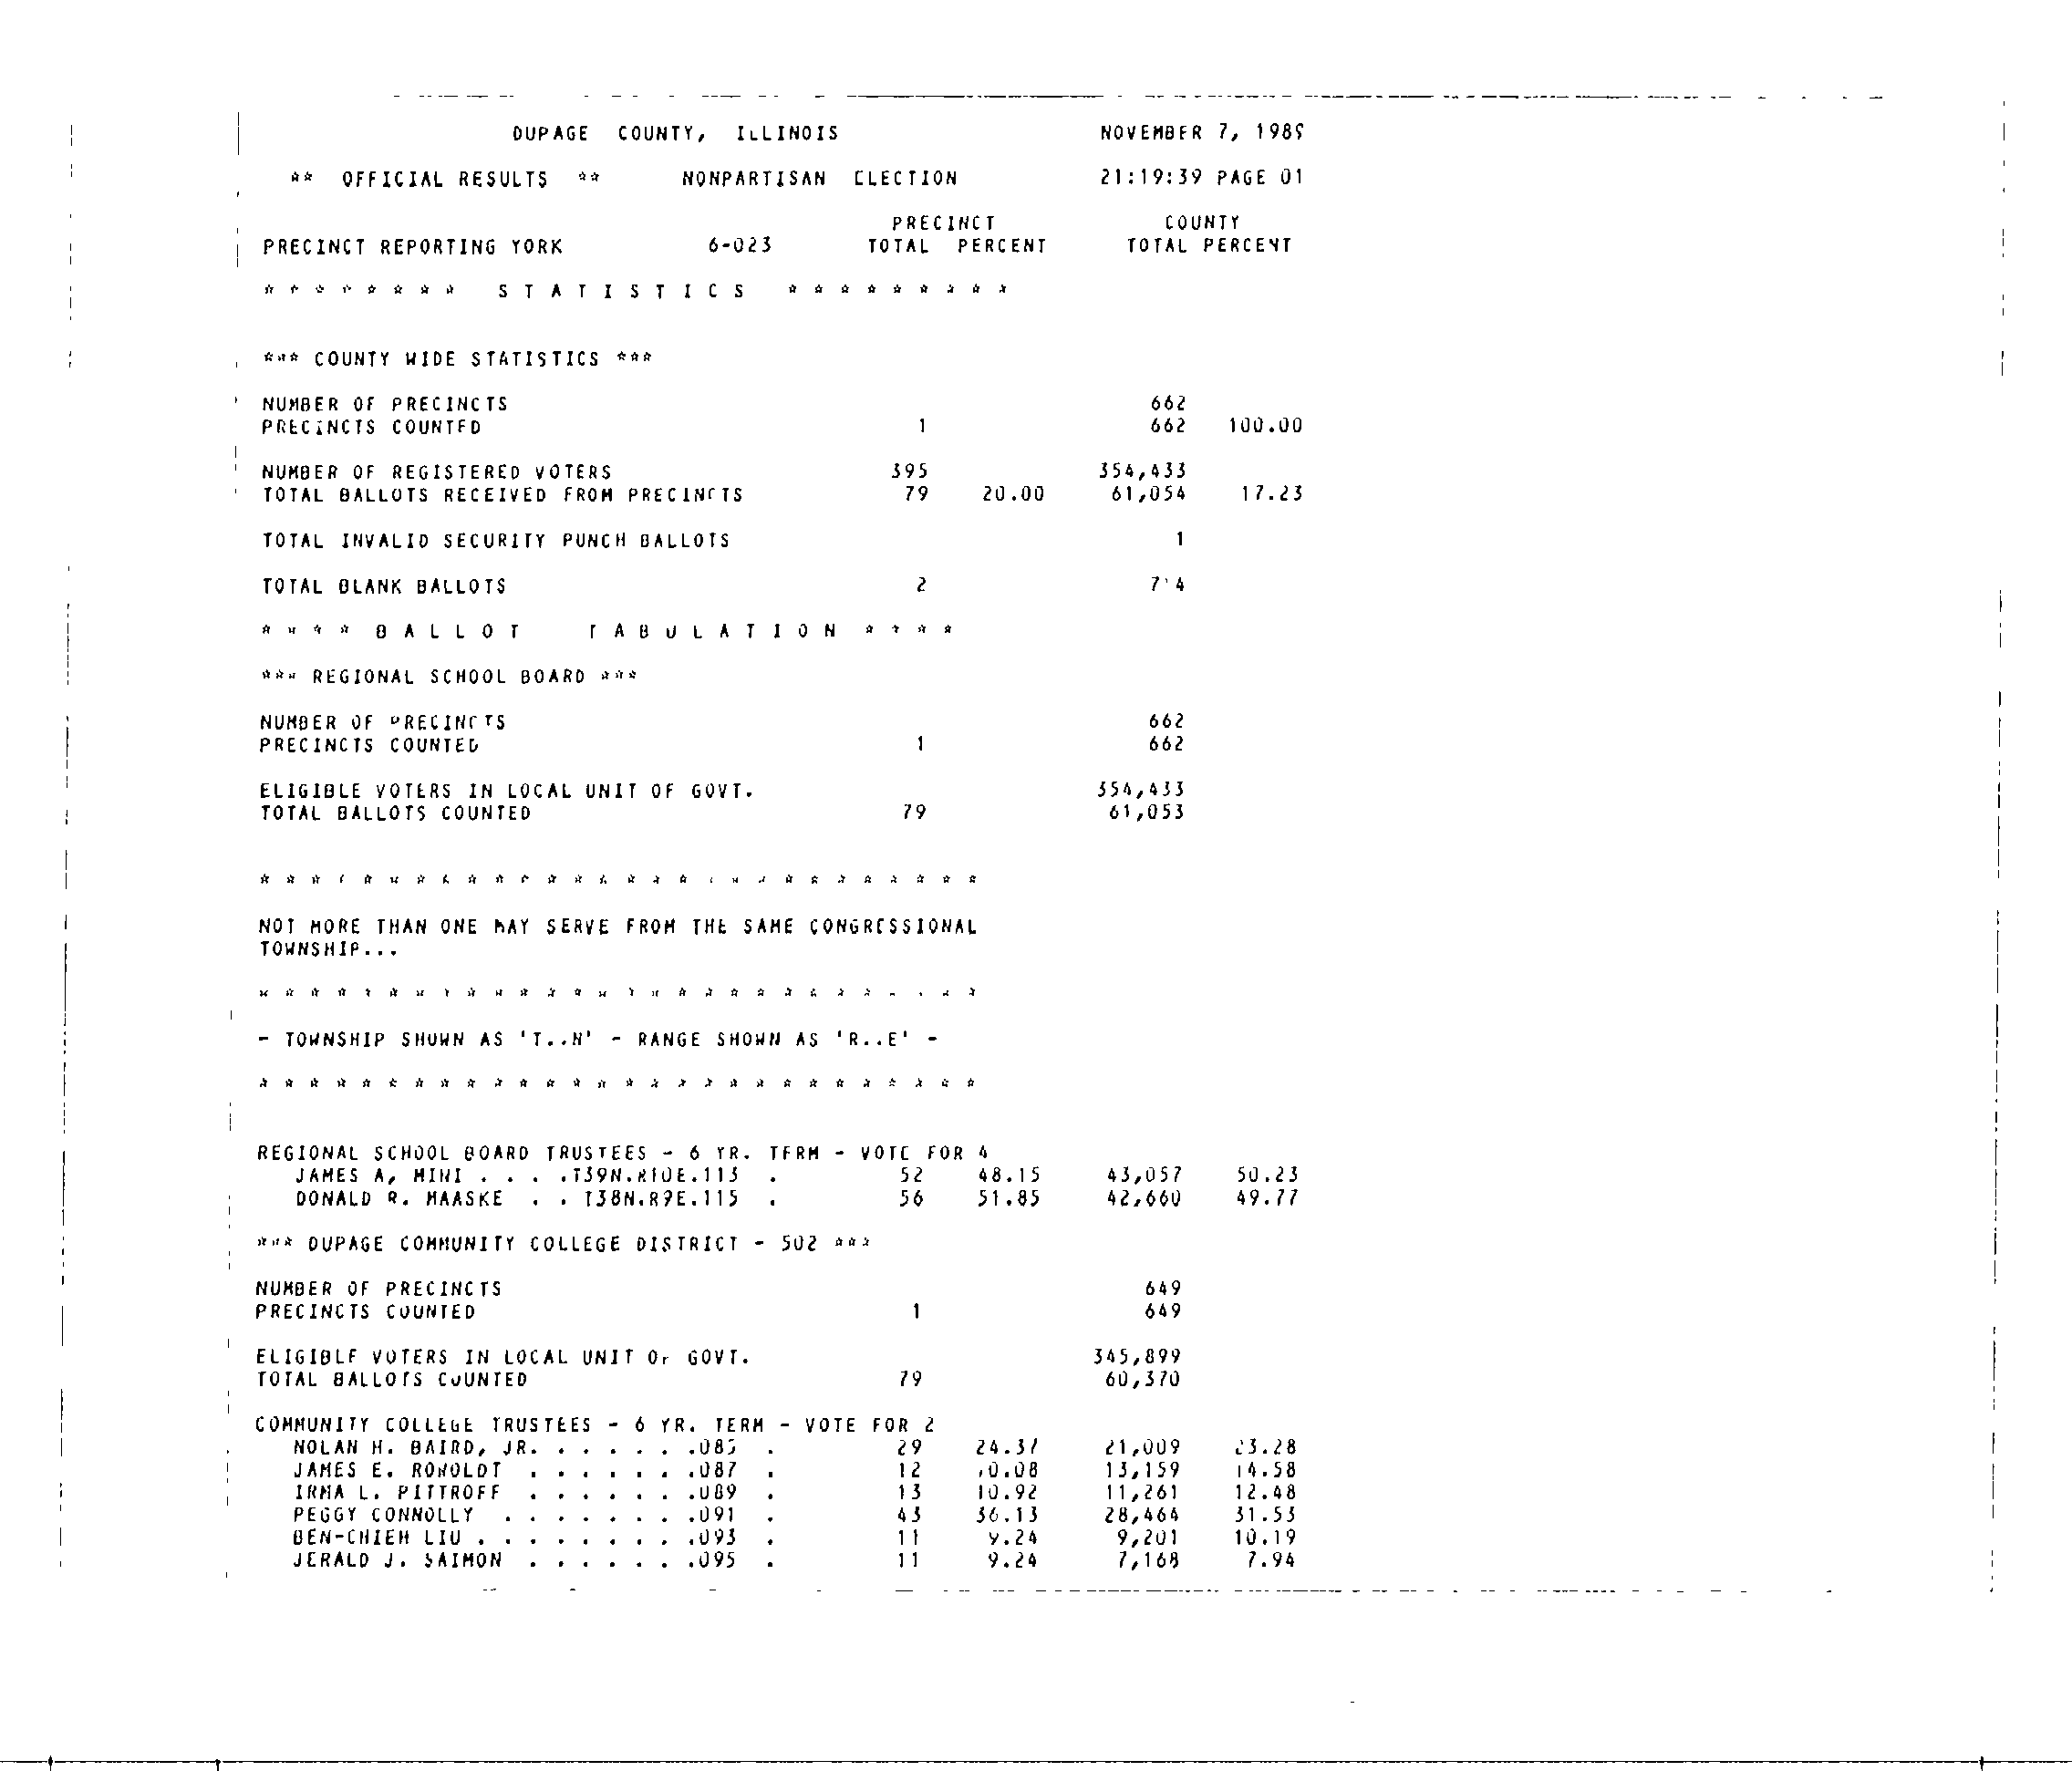 DUPAGE COUNTY, ILLINOIS NOVEMBER 7, 1989
** OFFICIAL RESULTS ** NONPARTISAN ELECTION 21:19:39 PAGE 01
PRECINCT COUNTY
PRECINCT REPORTING YORK 6-023 TOTAL PERCENT TOTAL PERCENT
* * * * * * * * S T A T I S T I C S * * * * * * * * *
*** COUNTY WIDE STATISTICS ***
NUMBER OF PRECINCTS 662
PRECINCTS COUNTED 1 662 100.00
NUMBER OF REGISTERED VOTERS 395 354,433
TOTAL BALLOTS RECEIVED FROM PRECINCTS 79 20.00 61,054 17.23
TOTAL INVALID SECURITY PUNCH BALLOTS 1
TOTAL BLANK BALLOTS 2
* * * * B A L L O T T A B U L A T I O N * * * *
*** REGIONAL SCHOOL BOARD ***
NUMBER OF PRECINCTS 662
PRECINCTS COUNTED 1 662
ELIGIBLE VOTERS IN LOCAL UNIT OF GOVT. 354,433
TOTAL BALLOTS COUNTED 79 61,053
* * * * * * * * * * * * * * * * * * * * * * * * * * * *
NOT MORE THAN ONE MAY SERVE FROM THE SAME CONGRESSIONAL
TOWNSHIP...
* * * * * * * * * * * * * * * * * * * * * * * * * * * *
- TOWNSHIP SHOWN AS 'T..N' - RANGE SHOWN AS 'R..E' -
* * * * * * * * * * * * * * * * * * * * * * * * * * * *
REGIONAL SCHOOL BOARD TRUSTEES - 6 YR. TERM - VOTE FOR 4
JAMES A, MINI . . . .T39N.R10E.113 . 52 48.15 43,057 50.23
DONALD R. MAASKE . . T38N.R9E.115 . 56 51.85 42,660 49.77
*** DUPAGE COMMUNITY COLLEGE DISTRICT - 502 ***
NUMBER OF PRECINCTS 649
PRECINCTS COUNTED 1 649
ELIGIBLE VOTERS IN LOCAL UNIT OF GOVT. 345,899
TOTAL BALLOTS COUNTED 79 60,370
COMMUNITY COLLEGE TRUSTEES - 6 YR. TERM - VOTE FOR 2
NOLAN H. BAIRD, JR. . . . . . .085 . 29 24.37 21,009 23.28
JAMES E. ROWOLDT . . . . . . .087 . 12 10.08 13,159 14.58
IRMA L. PITTROFF . . . . . . .089 . 13 10.92 11,261 12.48
PEGGY CONNOLLY . . . . . . . .091 . 43 36.13 28,464 31.53
BEN-CHIEH LIU . . . . . . . . .093 . 11 9.24 9,201 10.19
JERALD J. SAIMON . . . . . . .095 . 11 9.24 7,168 7.94